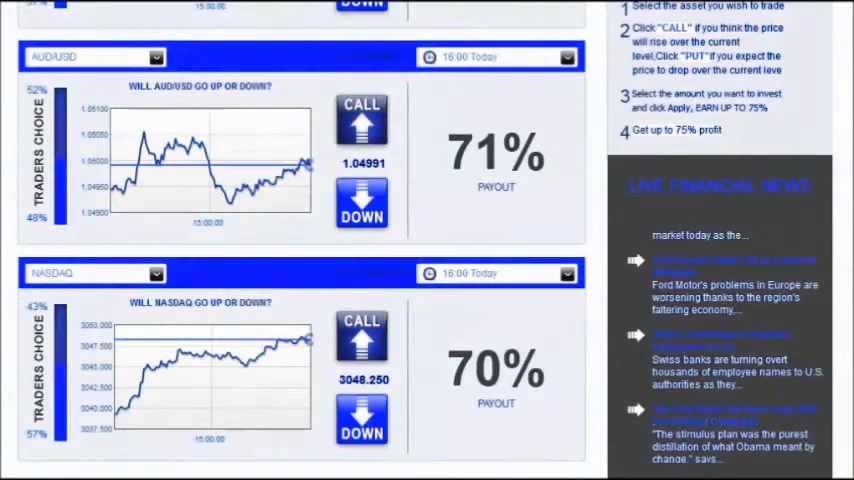 15:00:00
DOWN
AUD/USD
16:00 Today
52%
TRADERS CHOICE
48%
WILL AUD/USD GO UP OR DOWN?
1.05100
1.05050
1.05000
1.04950
1.04900
15:00:00
CALL
1.04991
DOWN
71%
PAYOUT
NASDAQ
16:00 Today
43%
TRADERS CHOICE
57%
WILL NASDAQ GO UP OR DOWN?
3050.000
3047.500
3045.000
3042.500
3040.000
3037.500
15:00:00
CALL
3048.250
DOWN
70%
PAYOUT
1 Select the asset you wish to trade
2 Click "CALL" if you think the price
will rise over the current
level,Click "PUT"if you expect the
price to drop over the current leve
3 Select the amount you want to invest
and click Apply, EARN UP TO 75%
4 Get up to 75% profit
LIVE FINANCIAL NEWS
market today as the...
Ford Motor's problems in Europe are
worsening thanks to the region's
faltering economy,...
Swiss banks are turning over
thousands of employee names to U.S.
authorities as they...
"The stimulus plan was the purest
distillation of what Obama meant by
change," says...